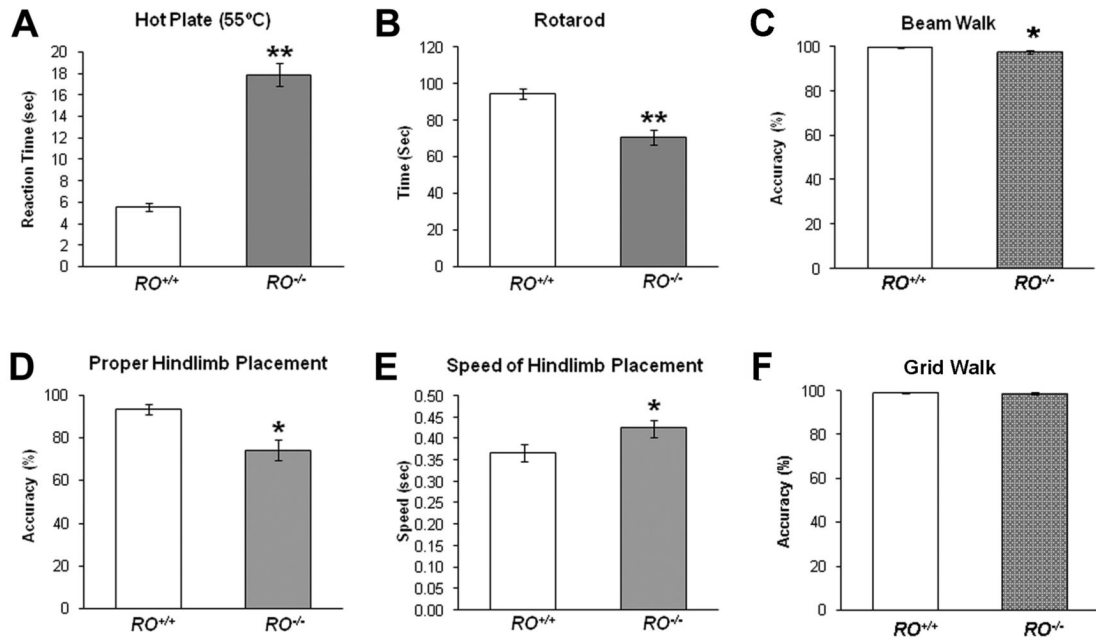 A
Hot Plate (55°C)
Reaction Time (sec)
20
18
16
14
12
10
8
6
4
2
0
**
RO+/+
RO-/-
B
Rotarod
Time (Sec)
120
100
80
60
40
20
0
**
RO+/+
RO-/-
C
Beam Walk
Accuracy (%)
100
80
60
40
20
0
*
RO+/+
RO-/-
D
Proper Hindlimb Placement
Accuracy (%)
100
80
60
40
20
0
*
RO+/+
RO-/-
E
Speed of Hindlimb Placement
Speed (sec)
0.50
0.45
0.40
0.35
0.30
0.25
0.20
0.15
0.10
0.05
0.00
*
RO+/+
RO-/-
F
Grid Walk
Accuracy (%)
100
80
60
40
20
0
RO+/+
RO-/-